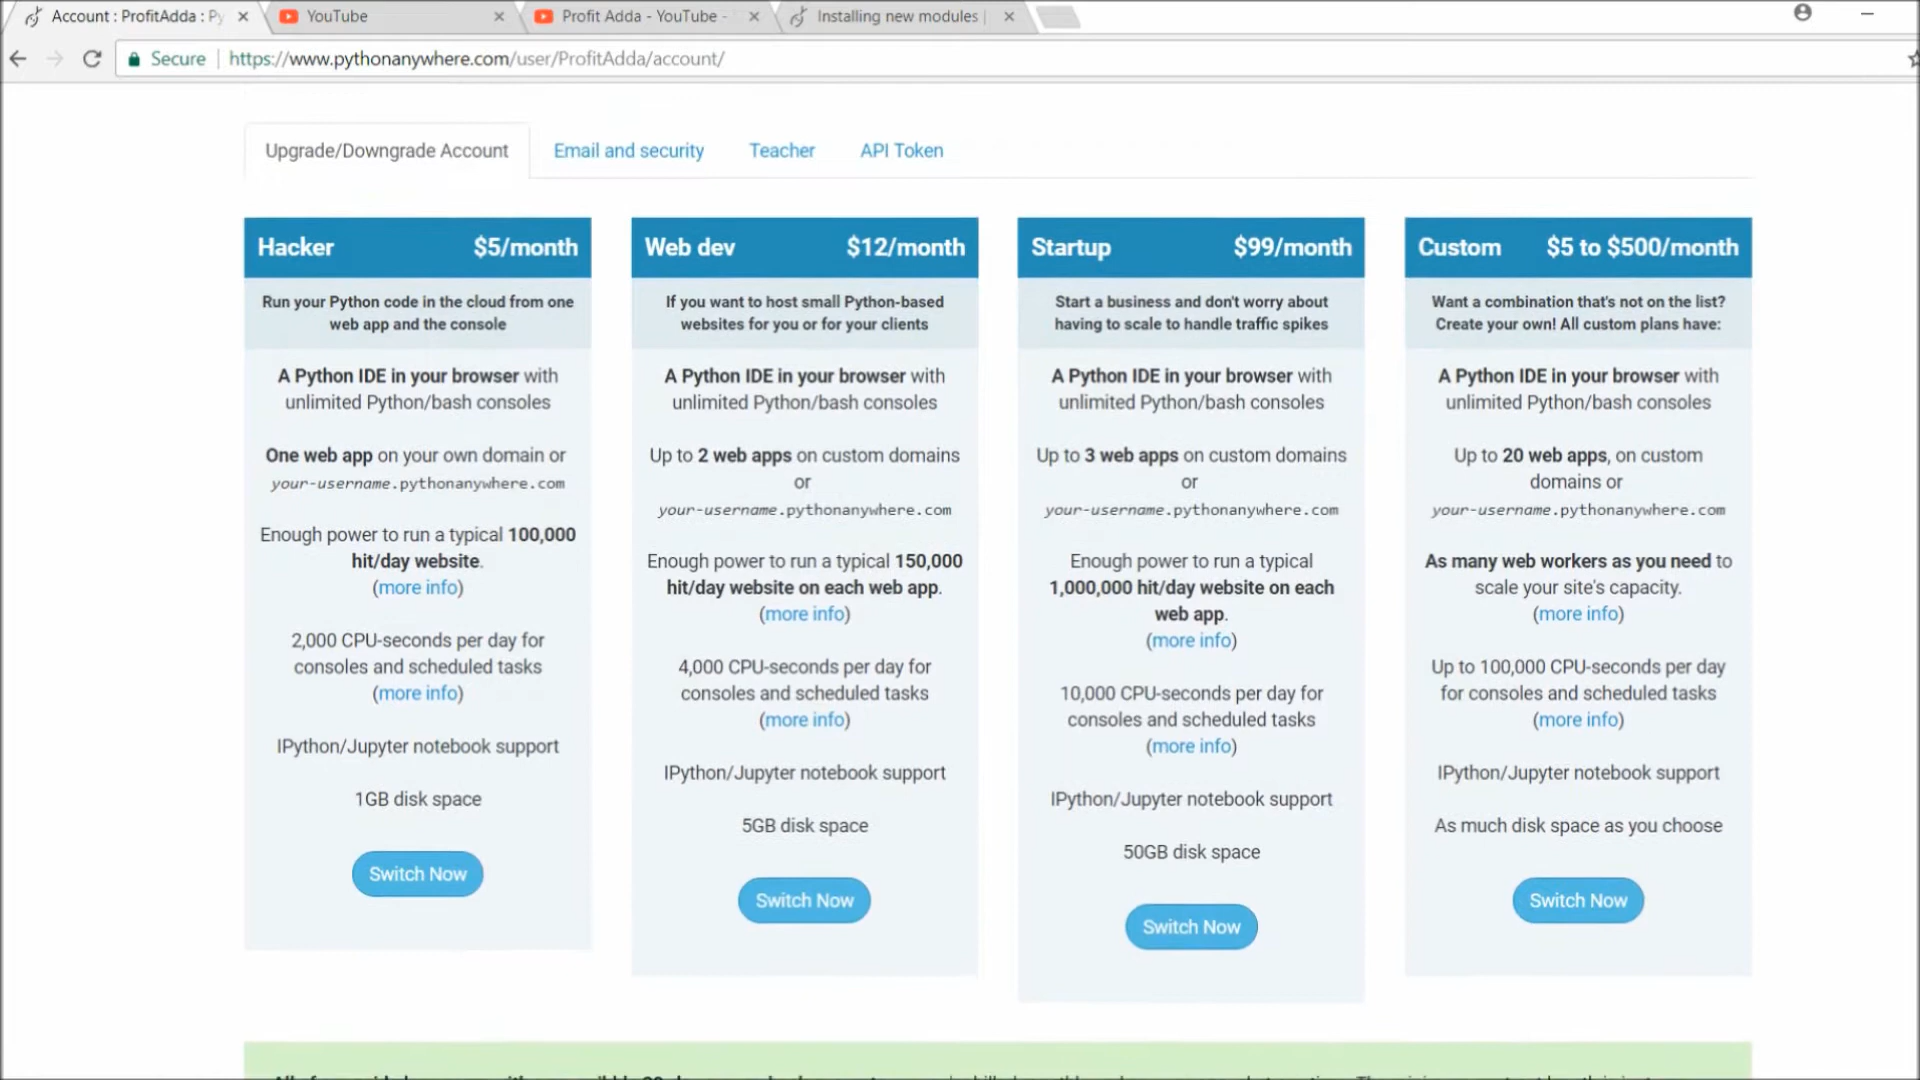 Account : ProfitAdda : Py
YouTube
Profit Adda - YouTube -
Installing new modules |
Secure
https://www.pythonanywhere.com/user/ProfitAdda/account/
Upgrade/Downgrade Account
Email and security
Teacher
API Token
Hacker $5/month
Run your Python code in the cloud from one
web app and the console
A Python IDE in your browser with
unlimited Python/bash consoles
One web app on your own domain or
your-username.pythonanywhere.com
Enough power to run a typical 100,000
hit/day website.
(more info)
2,000 CPU-seconds per day for
consoles and scheduled tasks
(more info)
IPython/Jupyter notebook support
1GB disk space
Switch Now
Web dev $12/month
If you want to host small Python-based
websites for you or for your clients
A Python IDE in your browser with
unlimited Python/bash consoles
Up to 2 web apps on custom domains
or
your-username.pythonanywhere.com
Enough power to run a typical 150,000
hit/day website on each web app.
(more info)
4,000 CPU-seconds per day for
consoles and scheduled tasks
(more info)
IPython/Jupyter notebook support
5GB disk space
Switch Now
Startup $99/month
Start a business and don't worry about
having to scale to handle traffic spikes
A Python IDE in your browser with
unlimited Python/bash consoles
Up to 3 web apps on custom domains
or
your-username.pythonanywhere.com
Enough power to run a typical
1,000,000 hit/day website on each
web app.
(more info)
10,000 CPU-seconds per day for
consoles and scheduled tasks
(more info)
IPython/Jupyter notebook support
50GB disk space
Switch Now
Custom $5 to $500/month
Want a combination that's not on the list?
Create your own! All custom plans have:
A Python IDE in your browser with
unlimited Python/bash consoles
Up to 20 web apps, on custom
domains or
your-username.pythonanywhere.com
As many web workers as you need to
scale your site's capacity.
(more info)
Up to 100,000 CPU-seconds per day
for consoles and scheduled tasks
(more info)
IPython/Jupyter notebook support
As much disk space as you choose
Switch Now